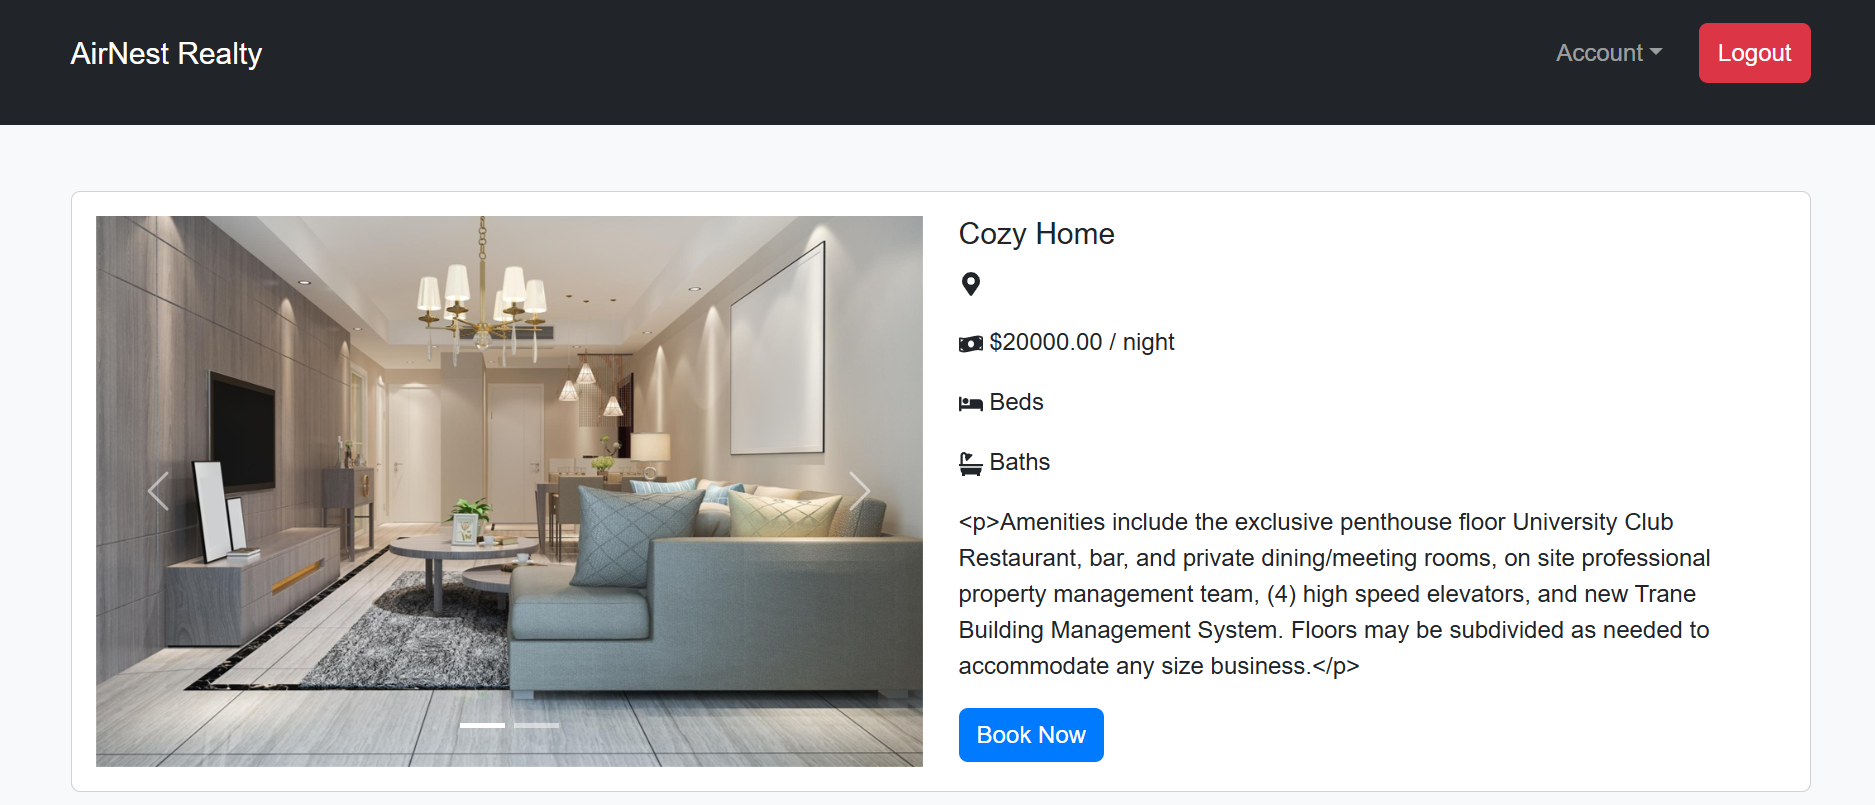 AirNest Realty
Account
Logout
Cozy Home
$20000.00 / night
Beds
Baths
<p>Amenities include the exclusive penthouse floor University Club
Restaurant, bar, and private dining/meeting rooms, on site professional
property management team, (4) high speed elevators, and new Trane
Building Management System. Floors may be subdivided as needed to
accommodate any size business.</p>
Book Now